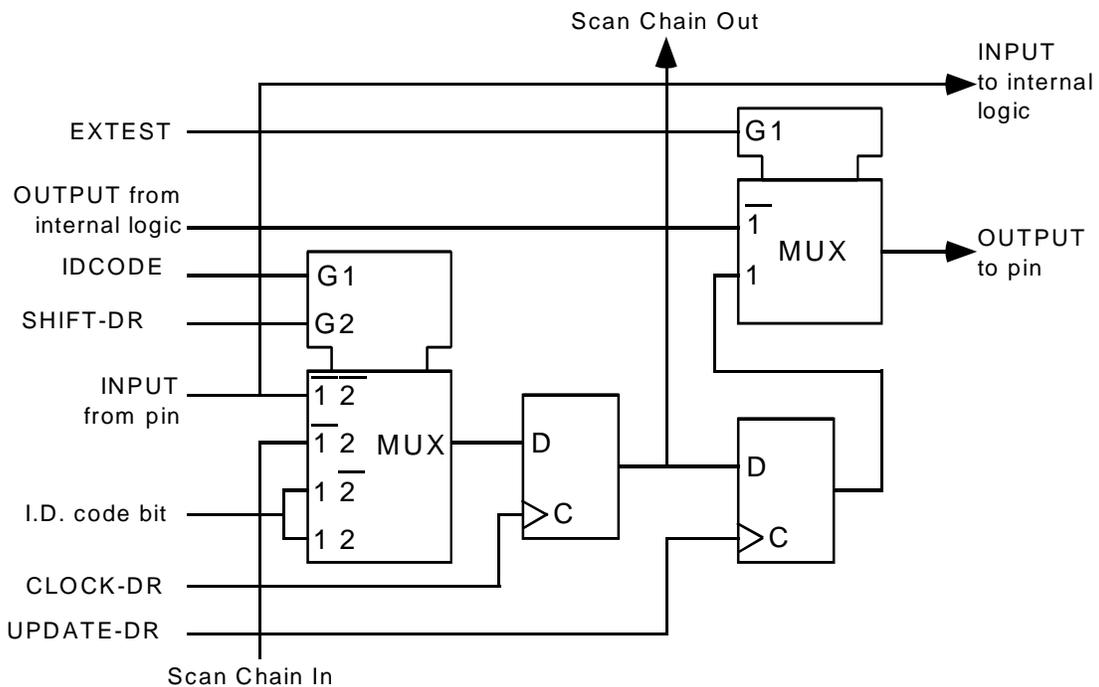 Scan Chain Out
INPUT
to internal
logic
EXTEST
G1
OUTPUT from
internal logic
1
MUX
OUTPUT
to pin
1
IDCODE
G1
SHIFT-DR
G2
INPUT
from pin
1 2
1 2
MUX
1 2
1 2
D
C
D
C
I.D. code bit
CLOCK-DR
UPDATE-DR
Scan Chain In